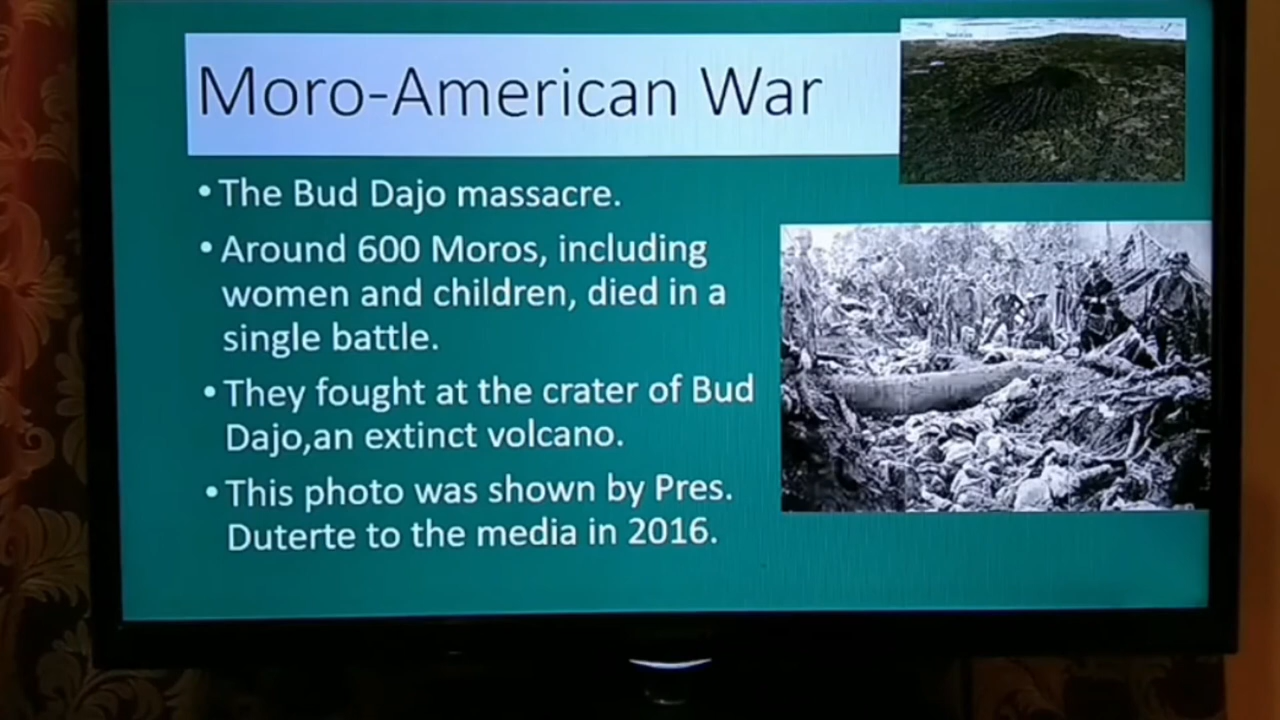 Moro-American War
• The Bud Dajo massacre.
• Around 600 Moros, including
women and children, died in a
single battle.
• They fought at the crater of Bud
Dajo,an extinct volcano.
• This photo was shown by Pres.
Duterte to the media in 2016.